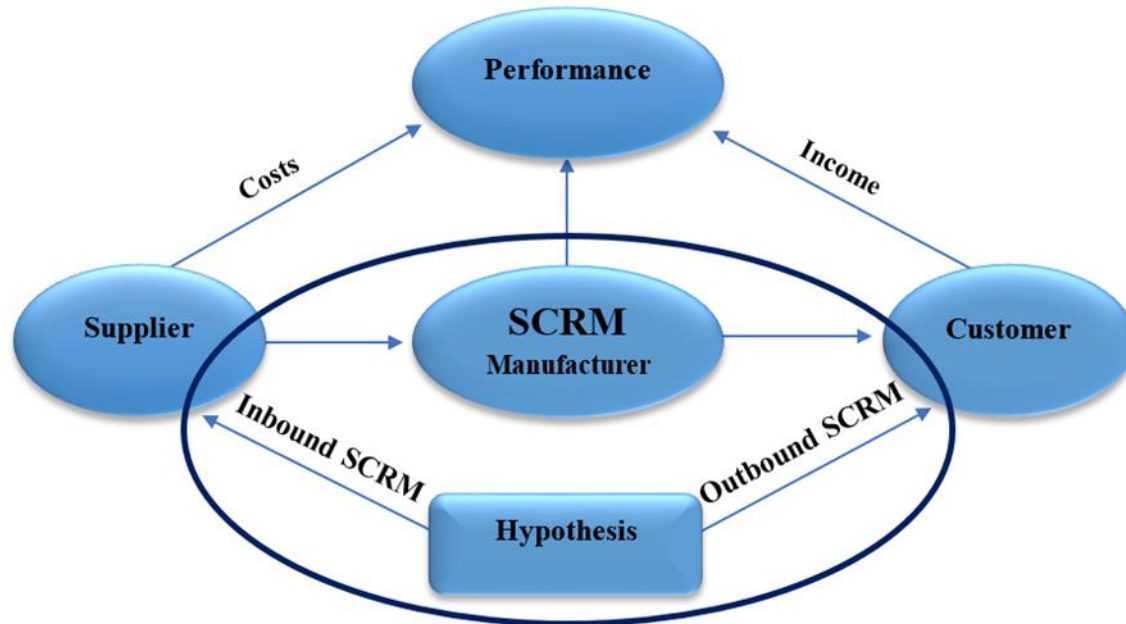 Performance
Costs
Income
Supplier
SCRM
Manufacturer
Customer
Inbound SCRM
Outbound SCRM
Hypothesis